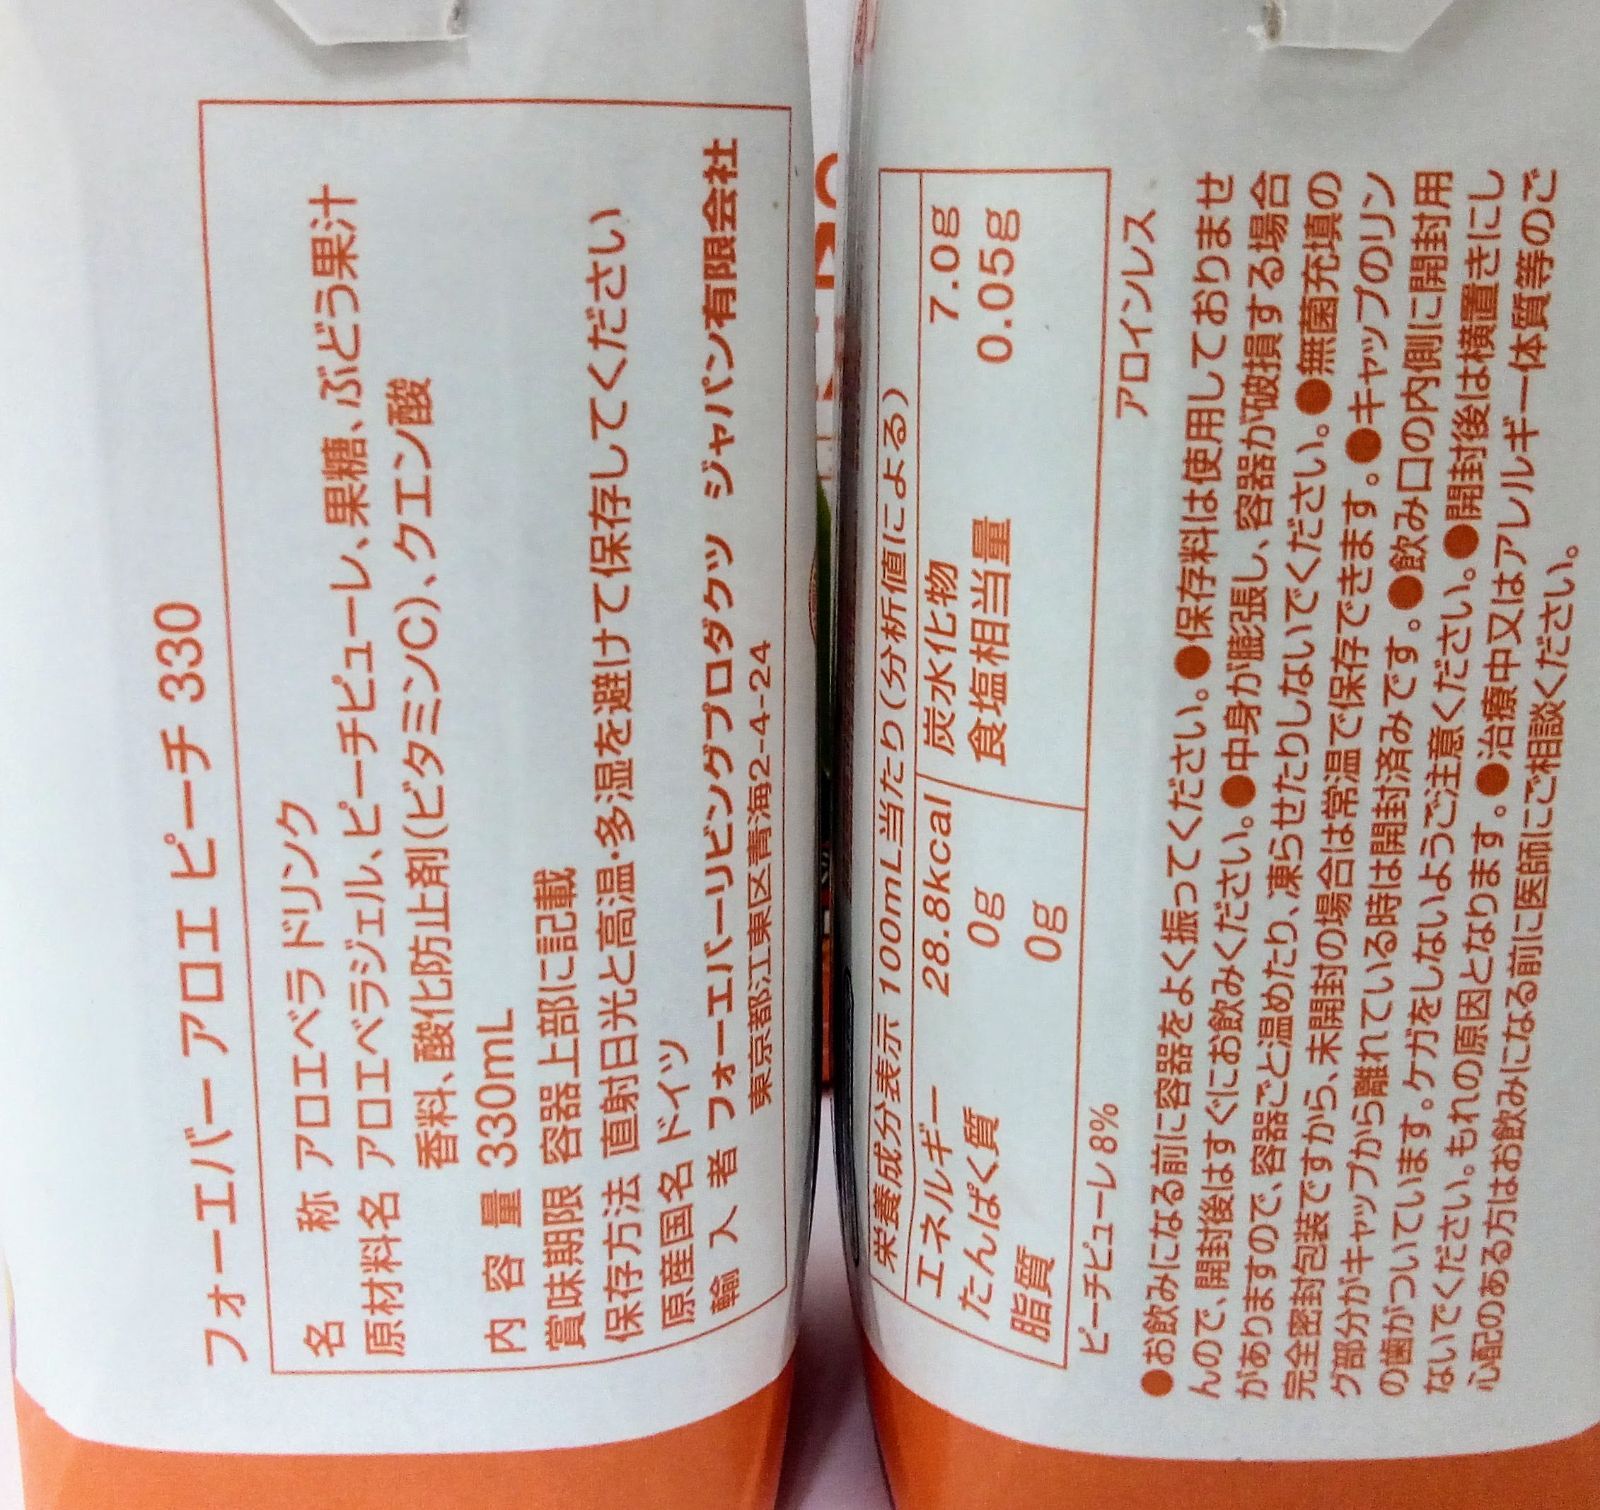 フォーエバー アロエ ピーチ 330
名　　称 アロエベラ ドリンク
原材料名 アロエベラジェル、ピーチピューレ、果糖、ぶどう果汁
香料、酸化防止剤(ビタミンC)、クエン酸
内 容 量 330mL
賞味期限 容器上部に記載
保存方法 直射日光と高温・多湿を避けて保存してください
原産国名 ドイツ
輸 入 者 フォーエバーリビングプロダクツ ジャパン有限会社
東京都江東区青海2-4-24
栄養成分表示 100mL当たり(分析値による)
エネルギー 28.8kcal 炭水化物 7.0g
たんぱく質 0g 食塩相当量 0.05g
脂質 0g
ピーチピューレ8% アロインレス
●お飲みになる前に容器をよく振ってください。●保存料は使用しておりませ
んので、開封後はすぐにお飲みください。●中身が膨張し、容器が破損する場合
がありますので、容器ごと温めたり、凍らせたりしないでください。●無菌充填の
完全密封包装ですから、未開封の場合は常温で保存できます。●キャップのリン
グ部分がキャップから離れている時は開封済みです。●飲み口の内側に開封用
の歯がついています。ケガをしないようご注意ください。●開封後は横置きにし
ないでください。もれの原因となります。●治療中又はアレルギー体質等のご
心配のある方はお飲みになる前に医師にご相談ください。